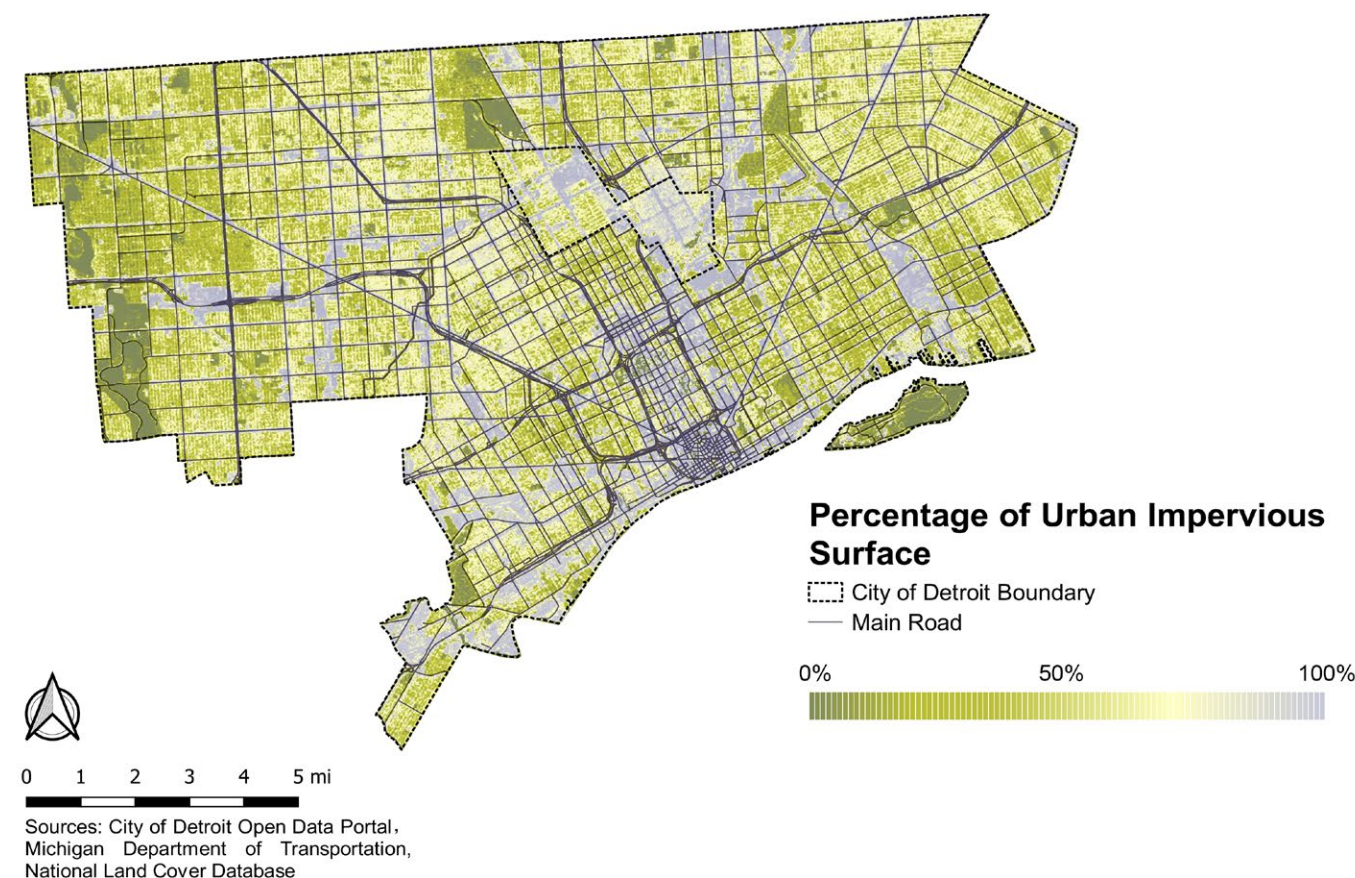 Percentage of Urban Impervious
Surface
City of Detroit Boundary
Main Road
0% 50% 100%
0 1 2 3 4 5 mi
Sources: City of Detroit Open Data Portal，
Michigan Department of Transportation,
National Land Cover Database